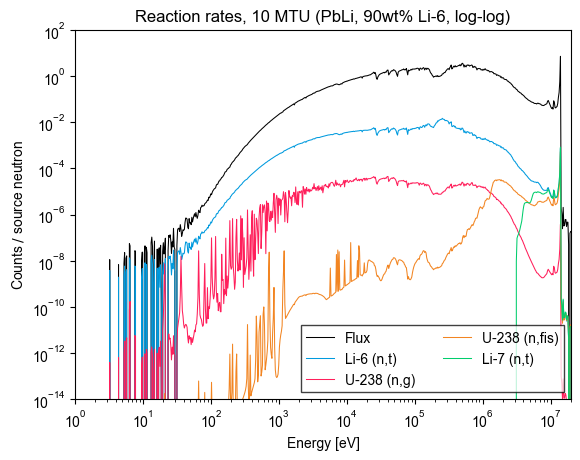 Reaction rates, 10 MTU (PbLi, 90wt% Li-6, log-log)
Counts / source neutron
10^2
10^0
10^−2
10^−4
10^−6
10^−8
10^−10
10^−12
10^−14
Flux
Li-6 (n,t)
U-238 (n,g)
U-238 (n,fis)
Li-7 (n,t)
10^0 10^1 10^2 10^3 10^4 10^5 10^6 10^7
Energy [eV]